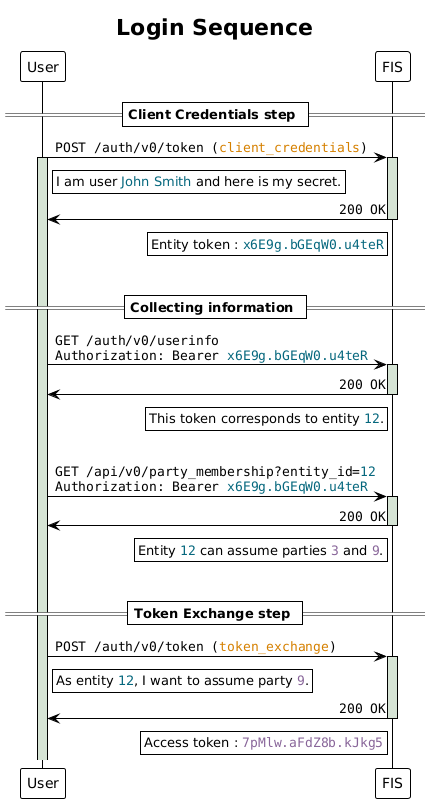 Login Sequence
User
FIS
Client Credentials step
POST /auth/v0/token (client_credentials)
I am user John Smith and here is my secret.
200 OK
Entity token : x6E9g.bGEqW0.u4teR
Collecting information
GET /auth/v0/userinfo
Authorization: Bearer x6E9g.bGEqW0.u4teR
200 OK
This token corresponds to entity 12.
GET /api/v0/party_membership?entity_id=12
Authorization: Bearer x6E9g.bGEqW0.u4teR
200 OK
Entity 12 can assume parties 3 and 9.
Token Exchange step
POST /auth/v0/token (token_exchange)
As entity 12, I want to assume party 9.
200 OK
Access token : 7pMlw.aFdZ8b.kJkg5
User
FIS